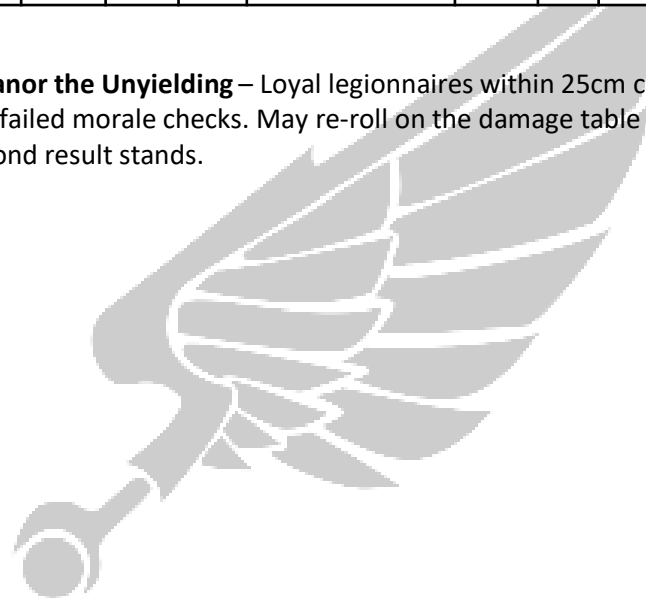 anor the Unyielding – Loyal legionnaires within 25cm c
failed morale checks. May re-roll on the damage table
ond result stands.